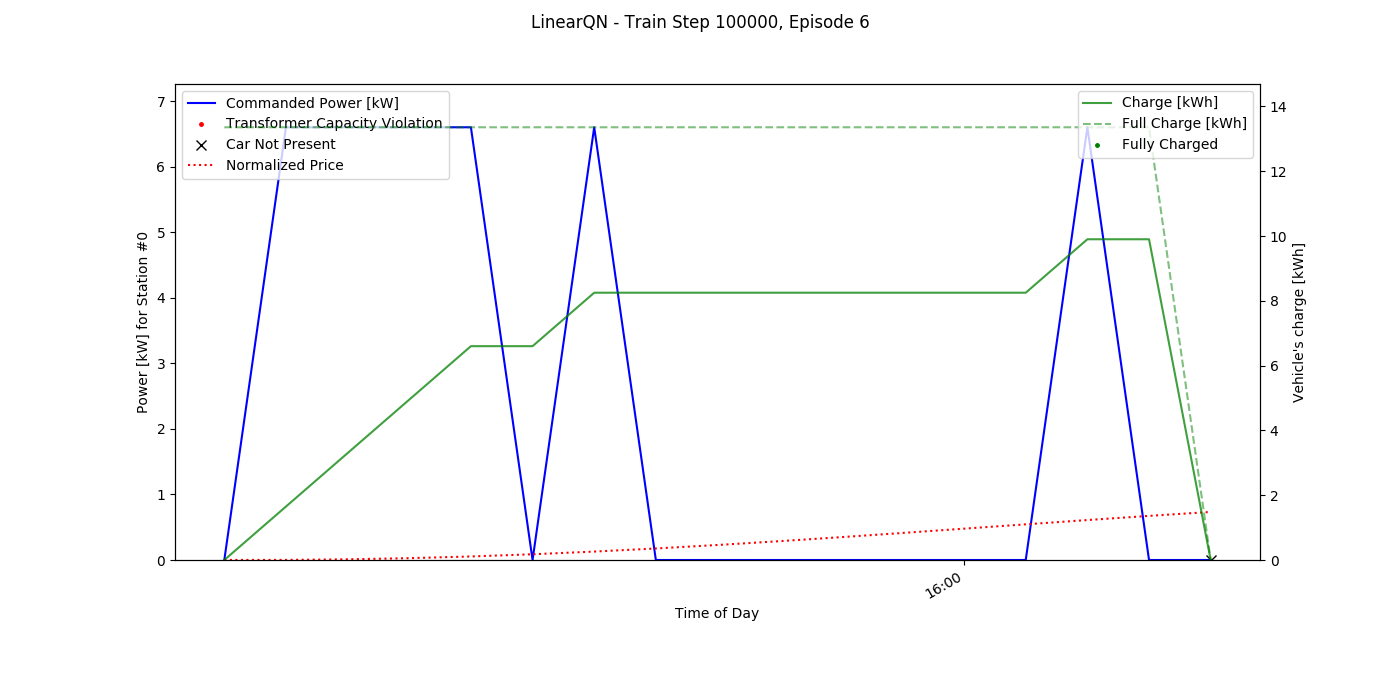 LinearQN - Train Step 100000, Episode 6
Commanded Power [kW]
Transformer Capacity Violation
Car Not Present
Normalized Price
Charge [kWh]
Full Charge [kWh]
Fully Charged
7
6
5
4
3
2
1
0
Power [kW] for Station #0
14
12
10
8
6
4
2
0
Vehicle's charge [kWh]
16:00
Time of Day